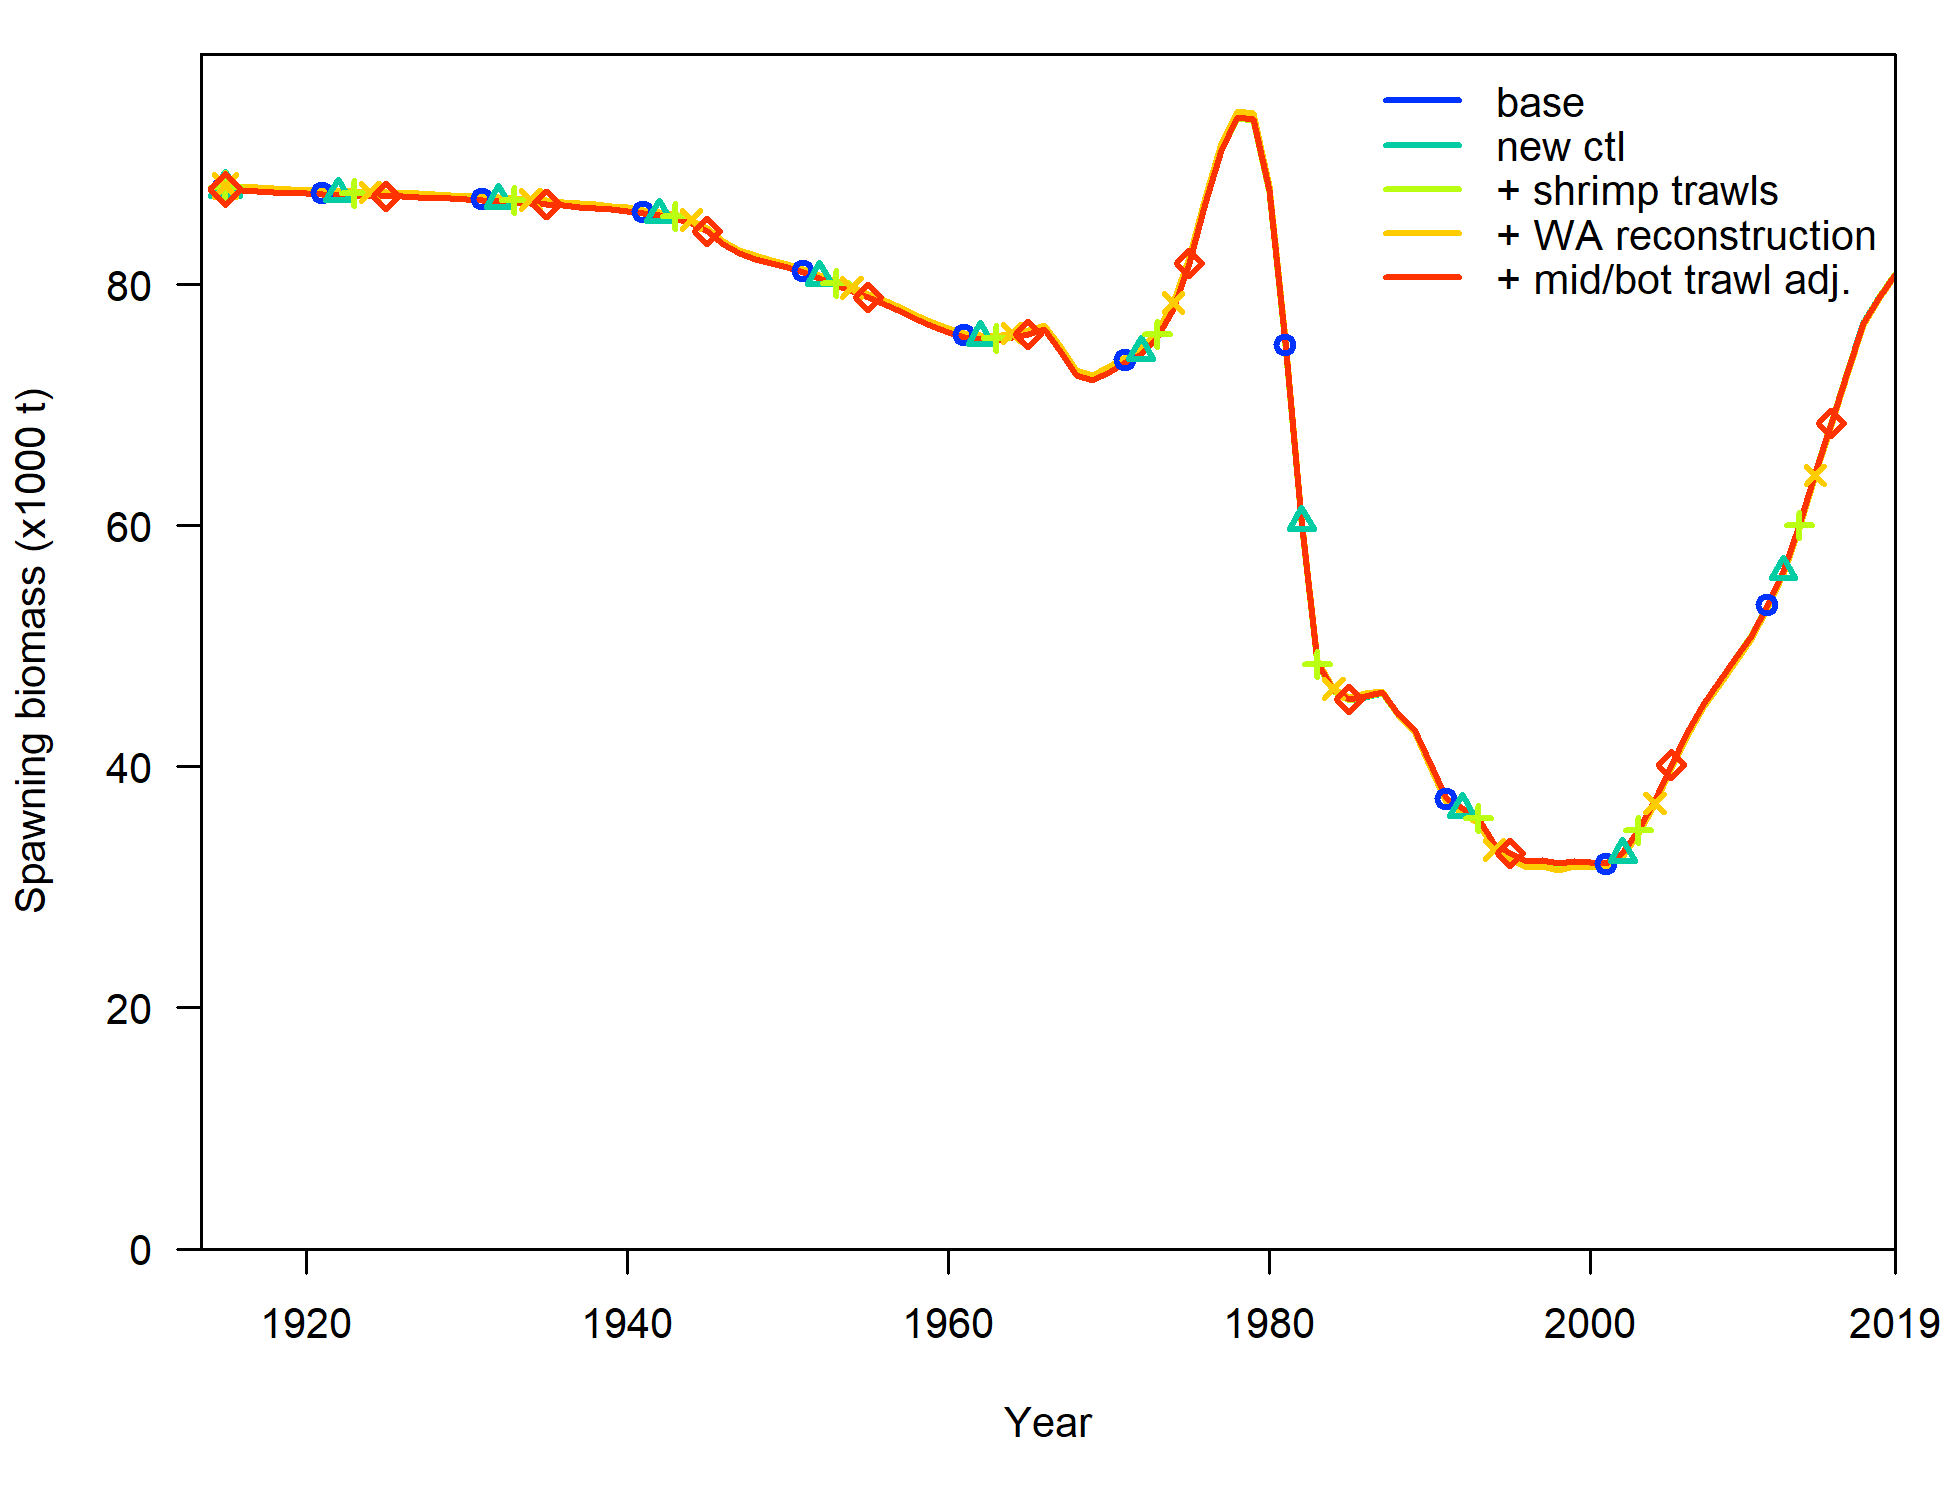 base
new ctl
+ shrimp trawls
+ WA reconstruction
+ mid/bot trawl adj.
80
60
40
20
0
Spawning biomass (x1000 t)
1920 1940 1960 1980 2000 2019
Year